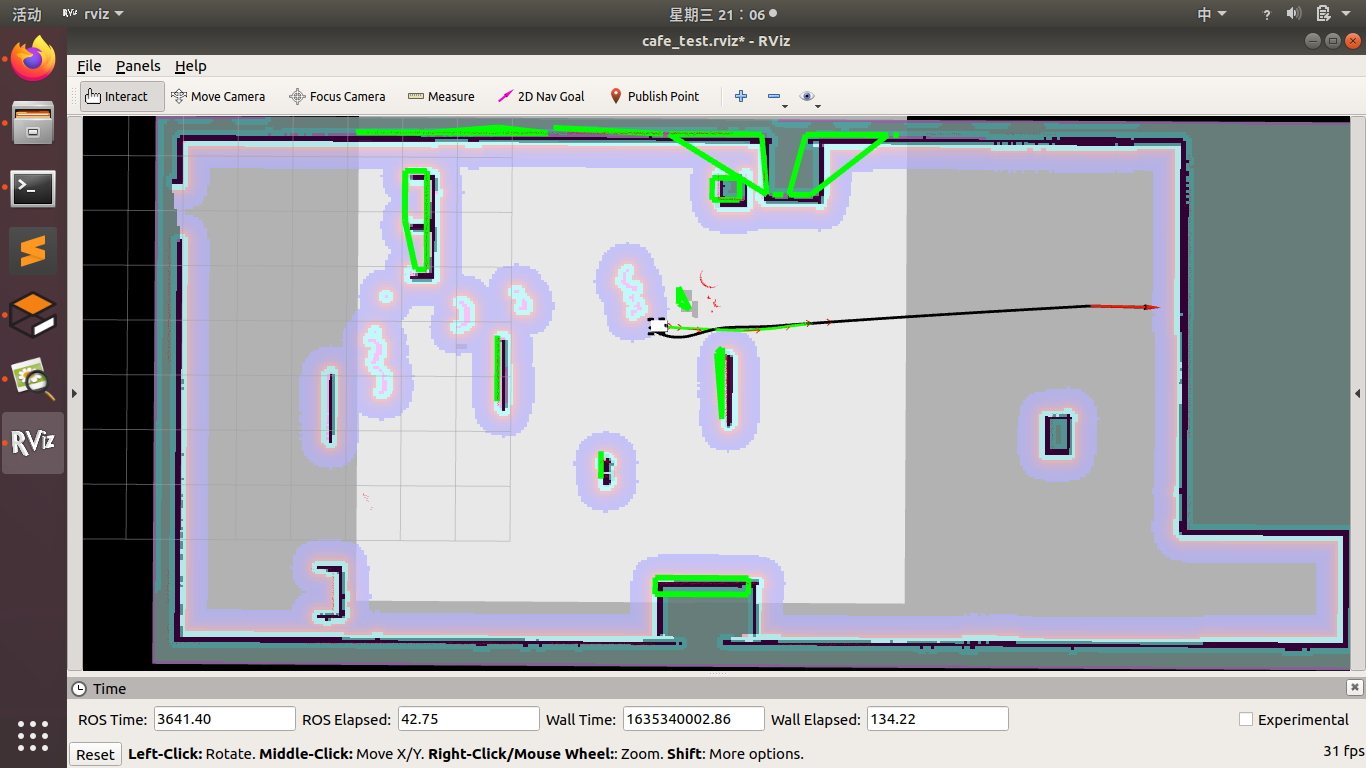 活动 RViz rviz 星期三 21：06 中 ?
cafe_test.rviz* - RViz
File Panels Help
Interact Move Camera Focus Camera Measure 2D Nav Goal Publish Point
RViz
Time
ROS Time: 3641.40 ROS Elapsed: 42.75 Wall Time: 1635340002.86 Wall Elapsed: 134.22 Experimental
Reset Left-Click: Rotate. Middle-Click: Move X/Y. Right-Click/Mouse Wheel:: Zoom. Shift: More options. 31 fps